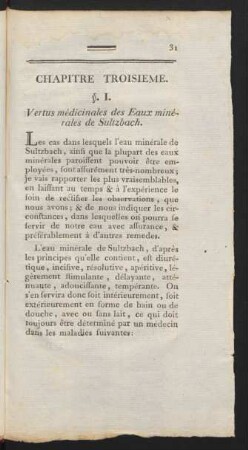 31
CHAPITRE TROISIEME.
§. I.
Vertus médicinales des Eaux miné-
rales de Sultzbach.
Les cas dans lesquels l'eau minérale de
Sultzbach, ainsi que la plupart des eaux
minérales paroissent pouvoir être em-
ployées, sont assurément très-nombreux;
je vais rapporter les plus vraisemblables,
en laissant au temps & à l'expérience le
soin de rectifier les observations, que
nous avons; & de nous indiquer les cir-
constances, dans lesquelles on pourra se
servir de notre eau avec assurance, &
préférablement à d'autres remedes.
L'eau minérale de Sultzbach, d'après
les principes qu'elle contient, est diuré-
tique, incisive, résolutive, apéritive, lé-
gérement stimulante, délayante, atté-
nuante, adoucissante, tempérante. On
s'en servira donc soit intérieurement, soit
extérieurement en forme de bain ou de
douche, avec ou sans lait, ce qui doit
toujours être déterminé par un médecin
dans les maladies suivantes: